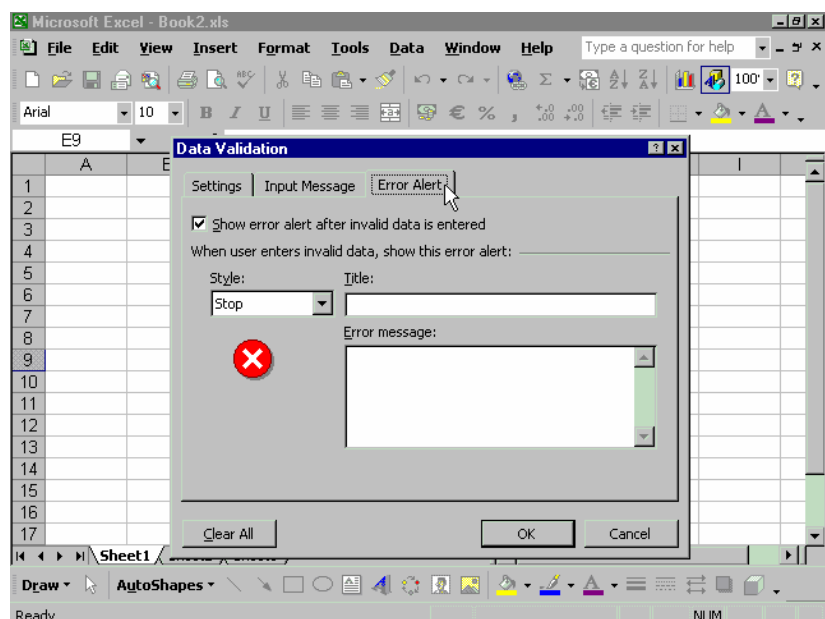 Microsoft Excel - Book2.xls
File Edit View Insert Format Tools Data Window Help Type a question for help
ABC Σ A Z Z A 100
Arial 10 B I U € % , .00 .00
E9
Data Validation
A I
Settings Input Message Error Alert
1
2
Show error alert after invalid data is entered
3
When user enters invalid data, show this error alert:
4
5
Style: Title:
6
Stop
7
8
Error message:
9
10
11
12
13
14
15
16
17
Clear All OK Cancel
Sheet1
Draw AutoShapes A
Ready NUM